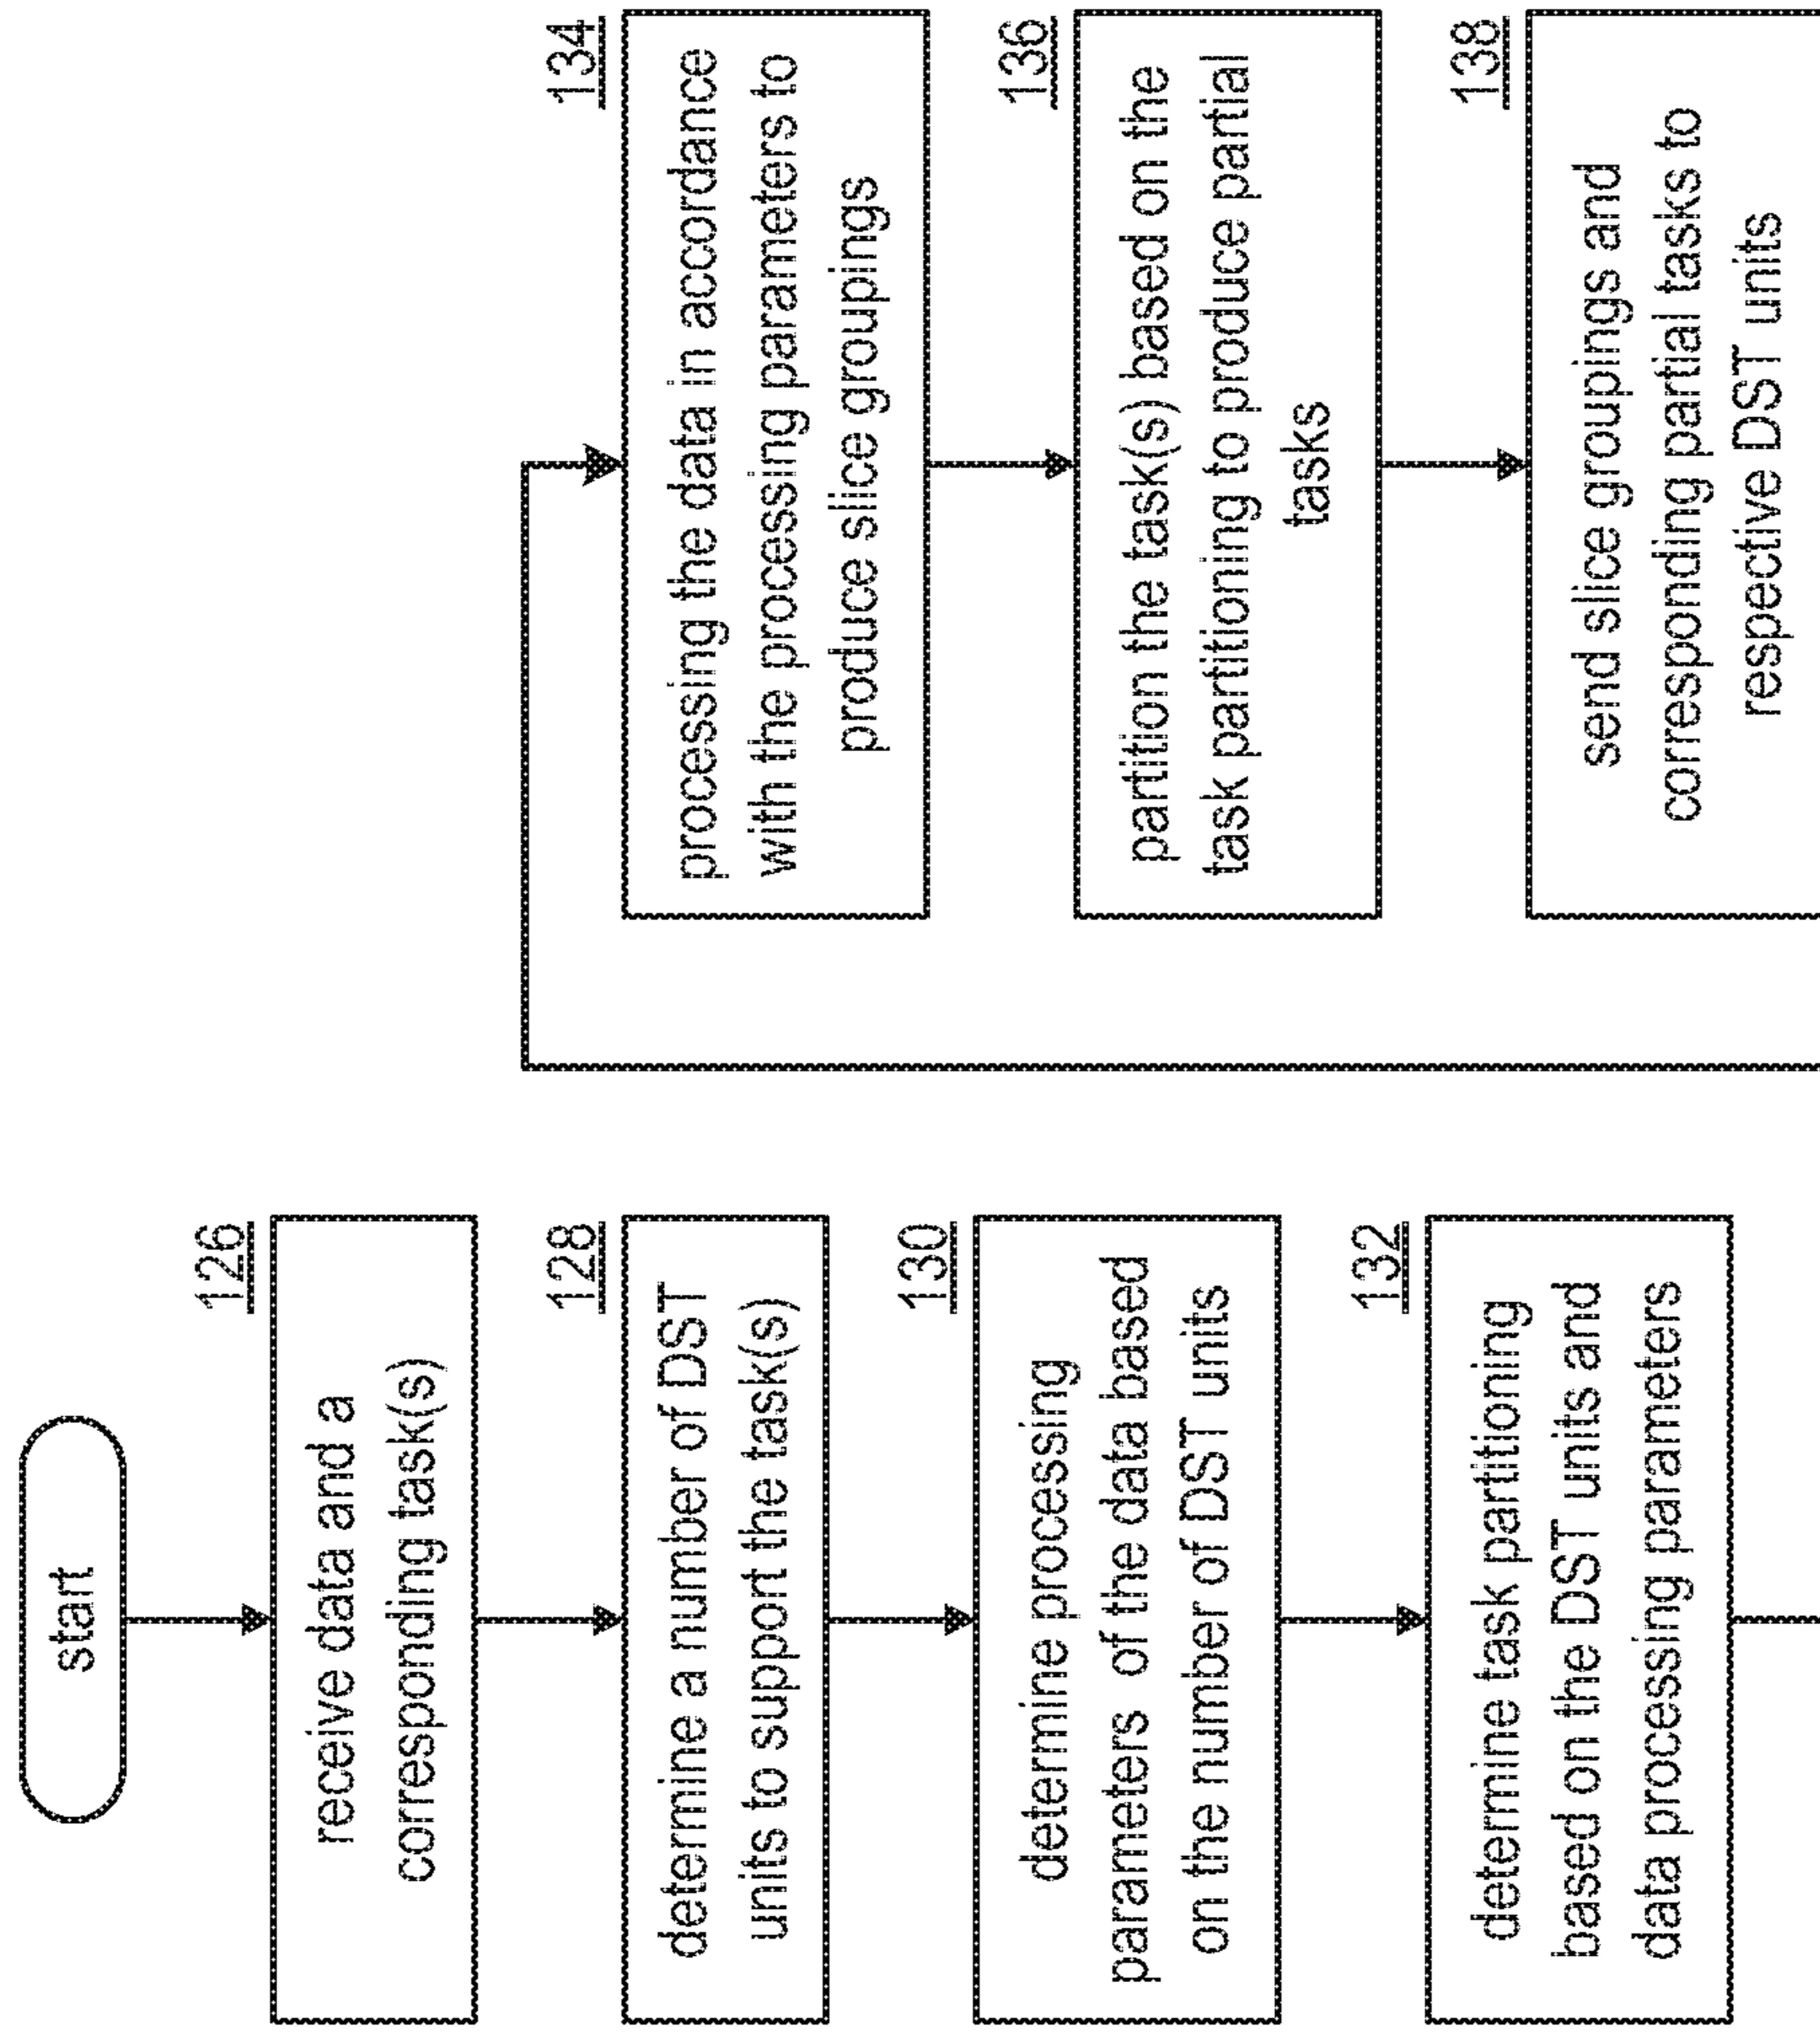 start
126
receive data and a
corresponding task(s)
128
determine a number of DST
units to support the task(s)
130
determine processing
parameters of the data based
on the number of DST units
132
determine task partitioning
based on the DST units and
data processing parameters
134
processing the data in accordance
with the processing parameters to
produce slice groupings
136
partition the task(s) based on the
task partitioning to produce partial
tasks
138
send slice groupings and
corresponding partial tasks to
respective DST units